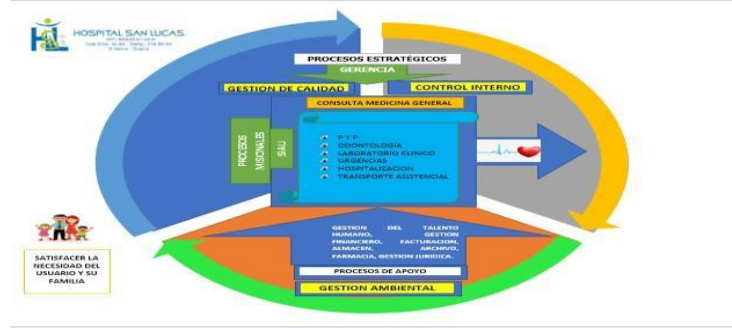 HOSPITAL SAN LUCAS
PROCESOS ESTRATÉGICOS
GERENCIA
GESTION DE CALIDAD
CONTROL INTERNO
CONSULTA MEDICINA GENERAL
PROCESOS
MISIONALES
SIAU
P Y P
ODONTOLOGIA
LABORATORIO CLINICO
URGENCIAS
HOSPITALIZACION
TRANSPORTE ASISTENCIAL
GESTION DEL TALENTO
HUMANO, GESTION
FINANCIERO, FACTURACION,
ALMACEN, ARCHIVO,
FARMACIA, GESTION JURIDICA.
PROCESOS DE APOYO
GESTION AMBIENTAL
SATISFACER LA
NECESIDAD DEL
USUARIO Y SU
FAMILIA